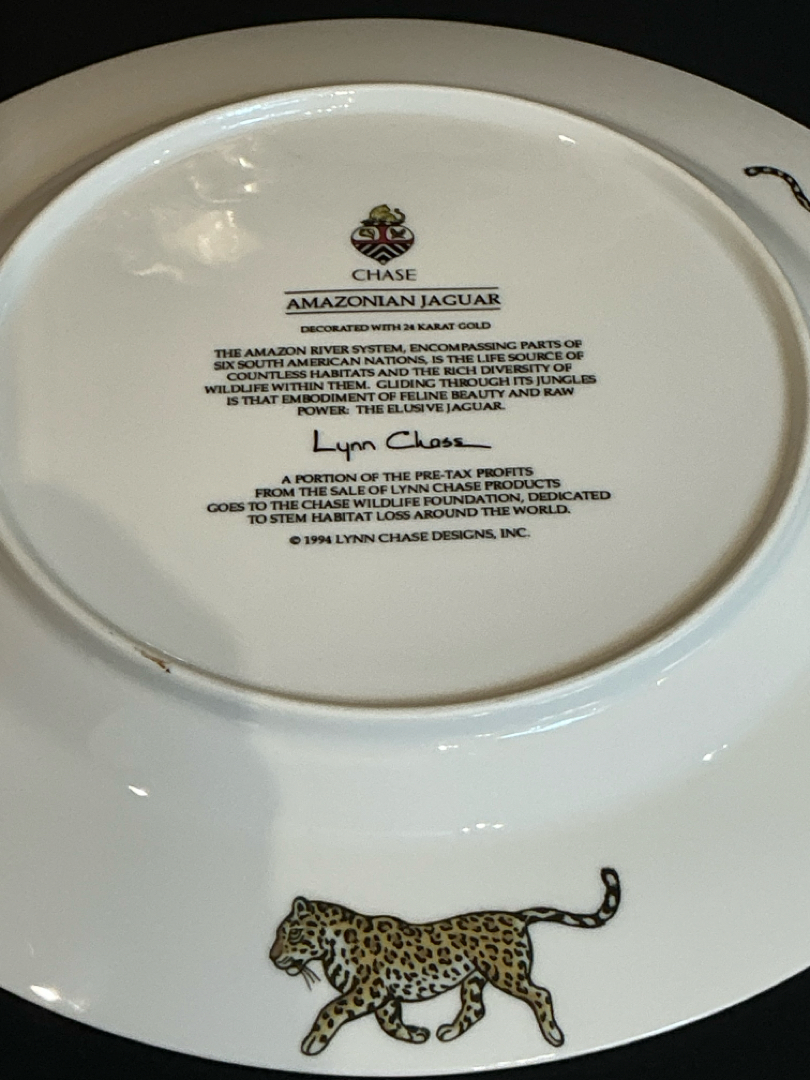 CHASE
AMAZONIAN JAGUAR
DECORATED WITH 24 KARAT GOLD
THE AMAZON RIVER SYSTEM, ENCOMPASSING PARTS OF
SIX SOUTH AMERICAN NATIONS, IS THE LIFE SOURCE OF
COUNTLESS HABITATS AND THE RICH DIVERSITY OF
WILDLIFE WITHIN THEM. GLIDING THROUGH ITS JUNGLES
IS THAT EMBODIMENT OF FELINE BEAUTY AND RAW
POWER: THE ELUSIVE JAGUAR.
Lynn Chase
A PORTION OF THE PRE-TAX PROFITS
FROM THE SALE OF LYNN CHASE PRODUCTS
GOES TO THE CHASE WILDLIFE FOUNDATION, DEDICATED
TO STEM HABITAT LOSS AROUND THE WORLD.
© 1994 LYNN CHASE DESIGNS, INC.